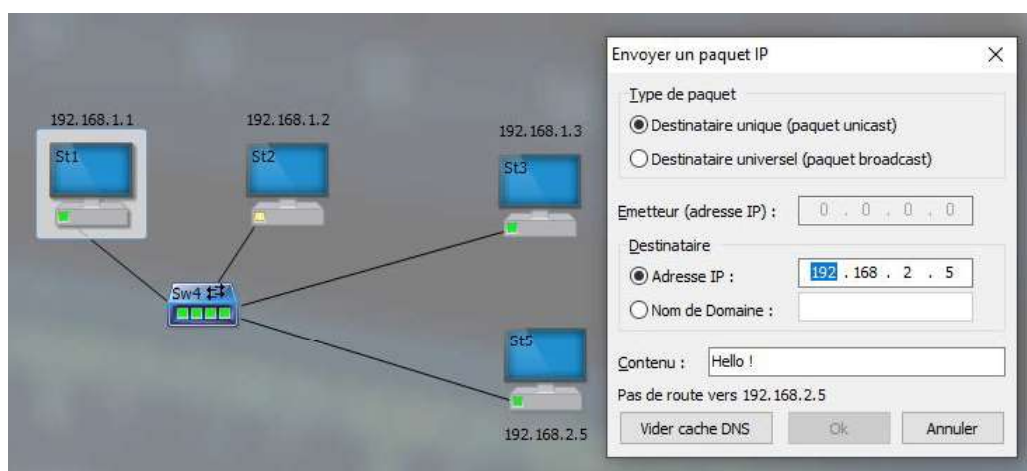 192.168.1.1
192.168.1.2
192.168.1.3
St1
St2
St3
Sw4
St5
192.168.2.5
Envoyer un paquet IP
Type de paquet
Destinataire unique (paquet unicast)
Destinataire universel (paquet broadcast)
Emetteur (adresse IP) : 0 . 0 . 0 . 0
Destinataire
Adresse IP : 192 . 168 . 2 . 5
Nom de Domaine :
Contenu : Hello !
Pas de route vers 192.168.2.5
Vider cache DNS Ok Annuler